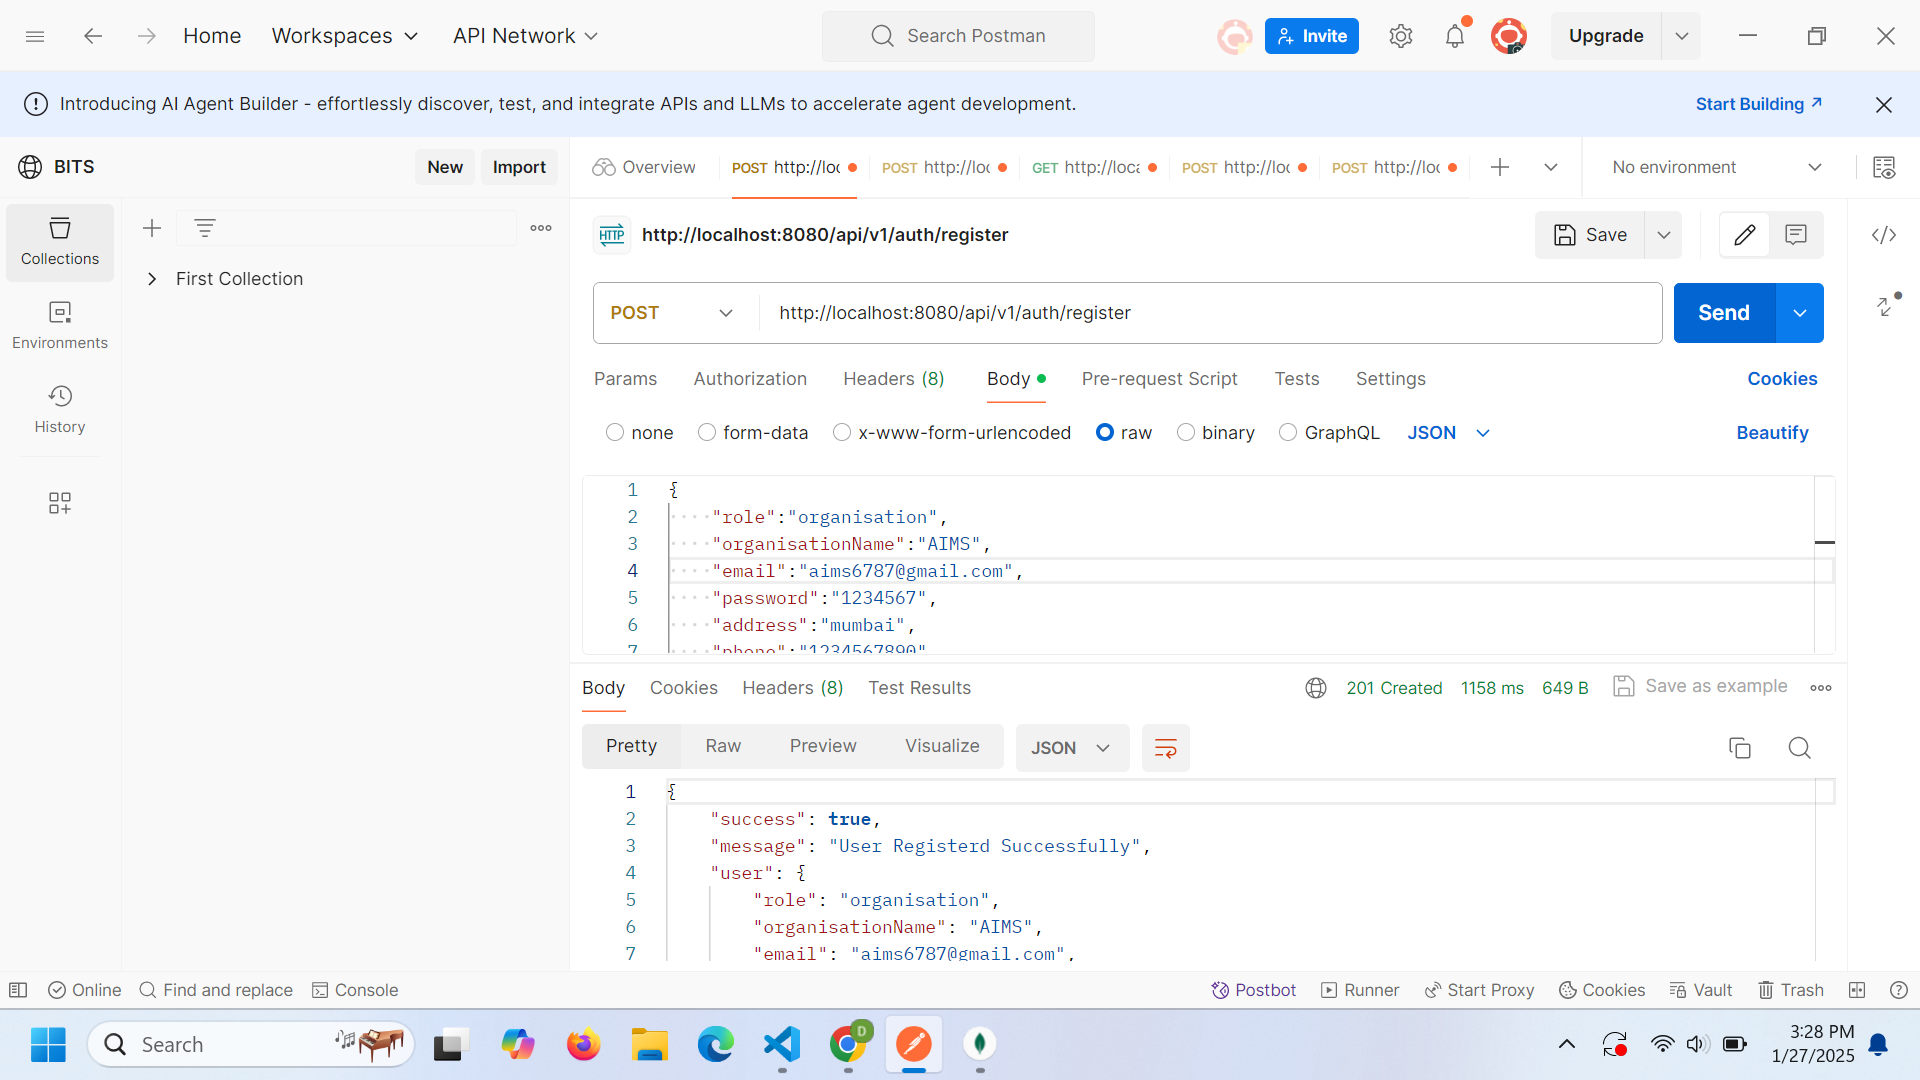 Home Workspaces API Network Search Postman Invite Upgrade
Introducing AI Agent Builder - effortlessly discover, test, and integrate APIs and LLMs to accelerate agent development. Start Building
BITS New Import Overview POST http://loc POST http://loc GET http://loca POST http://loc POST http://loc No environment
Collections
Environments
History
First Collection
HTTP http://localhost:8080/api/v1/auth/register Save
POST http://localhost:8080/api/v1/auth/register Send
Params Authorization Headers (8) Body Pre-request Script Tests Settings Cookies
none form-data x-www-form-urlencoded raw binary GraphQL JSON Beautify
1 {
2 "role":"organisation",
3 "organisationName":"AIMS",
4 "email":"aims6787@gmail.com",
5 "password":"1234567",
6 "address":"mumbai",
7 "phone":"1234567890"
Body Cookies Headers (8) Test Results 201 Created 1158 ms 649 B Save as example
Pretty Raw Preview Visualize JSON
1 {
2 "success": true,
3 "message": "User Registerd Successfully",
4 "user": {
5 "role": "organisation",
6 "organisationName": "AIMS",
7 "email": "aims6787@gmail.com",
Online Find and replace Console Postbot Runner Start Proxy Cookies Vault Trash
Search D 3:28 PM
1/27/2025